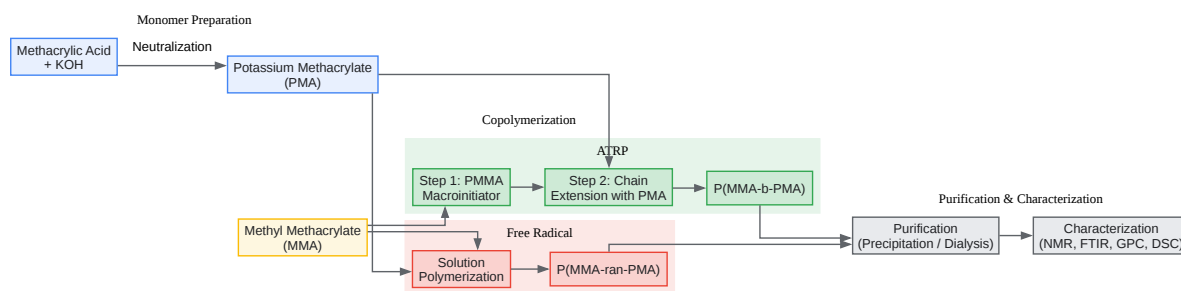 Monomer Preparation
Methacrylic Acid
+ KOH
Neutralization
Potassium Methacrylate
(PMA)
Copolymerization
ATRP
Step 1: PMMA
Macroinitiator
Step 2: Chain
Extension with PMA
P(MMA-b-PMA)
Methyl Methacrylate
(MMA)
Free Radical
Solution
Polymerization
P(MMA-ran-PMA)
Purification & Characterization
Purification
(Precipitation / Dialysis)
Characterization
(NMR, FTIR, GPC, DSC)